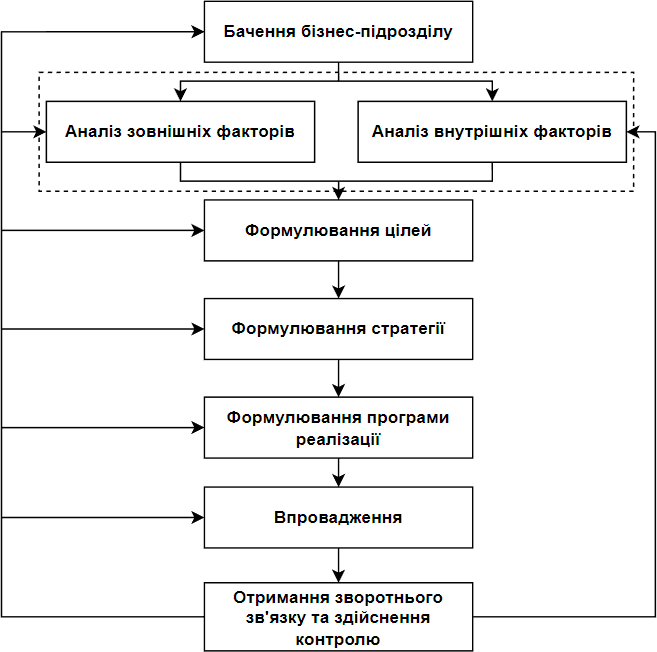 Бачення бізнес-підрозділу
Аналіз зовнішніх факторів
Аналіз внутрішніх факторів
Формулювання цілей
Формулювання стратегії
Формулювання програми
реалізації
Впровадження
Отримання зворотнього
зв'язку та здійснення
контролю